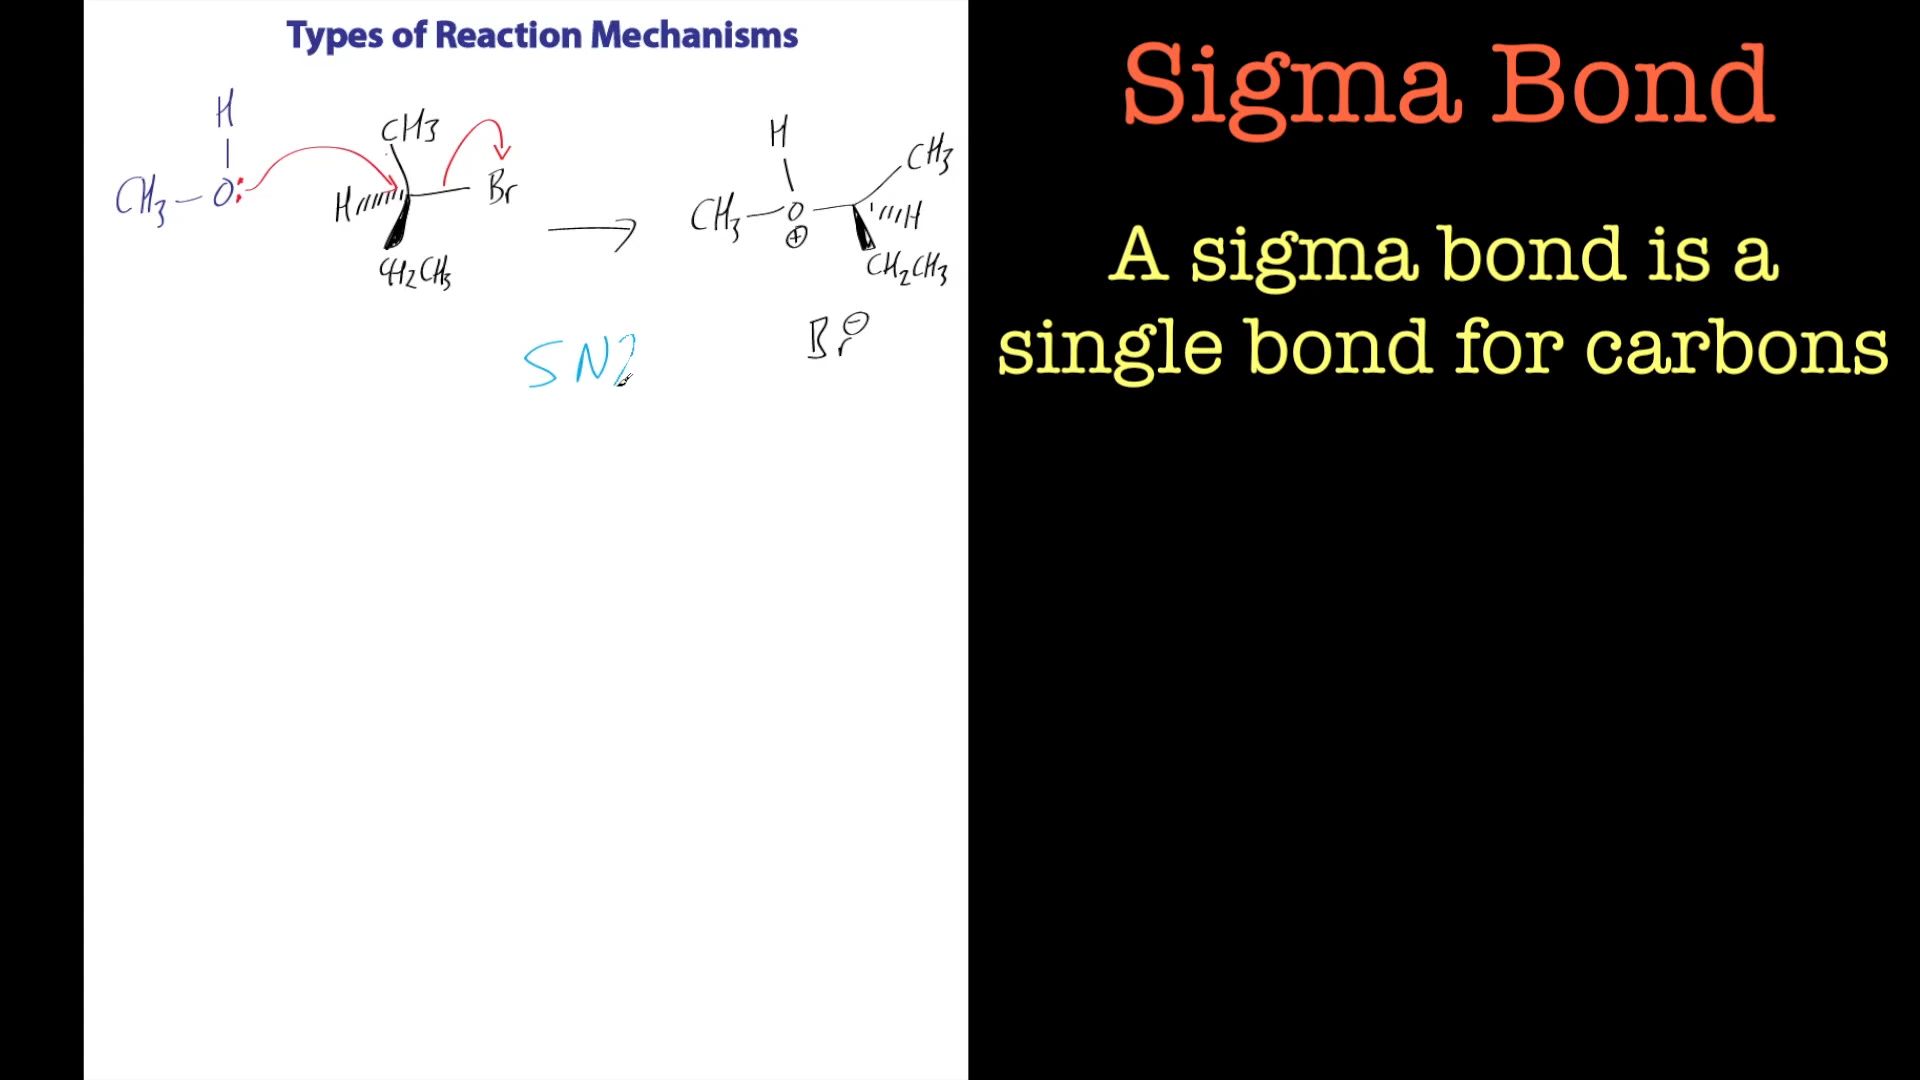 Types of Reaction Mechanisms
H
CH3 – O:
CH3
H
Br
CH2CH3
H
CH3
CH3 – O
⊕
H
CH2CH3
Br⊖
SN2
Sigma Bond
A sigma bond is a
single bond for carbons